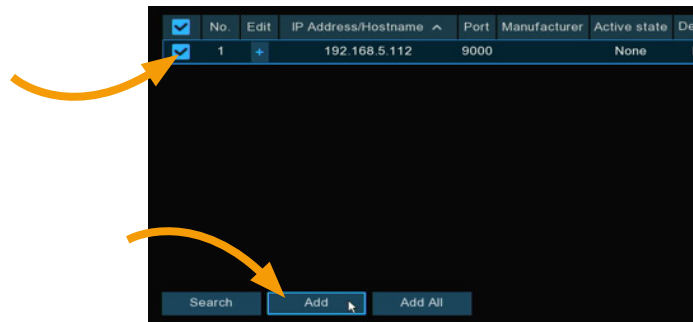 No. Edit IP Address/Hostname Port Manufacturer Active state De
1 + 192.168.5.112 9000 None
Search Add Add All